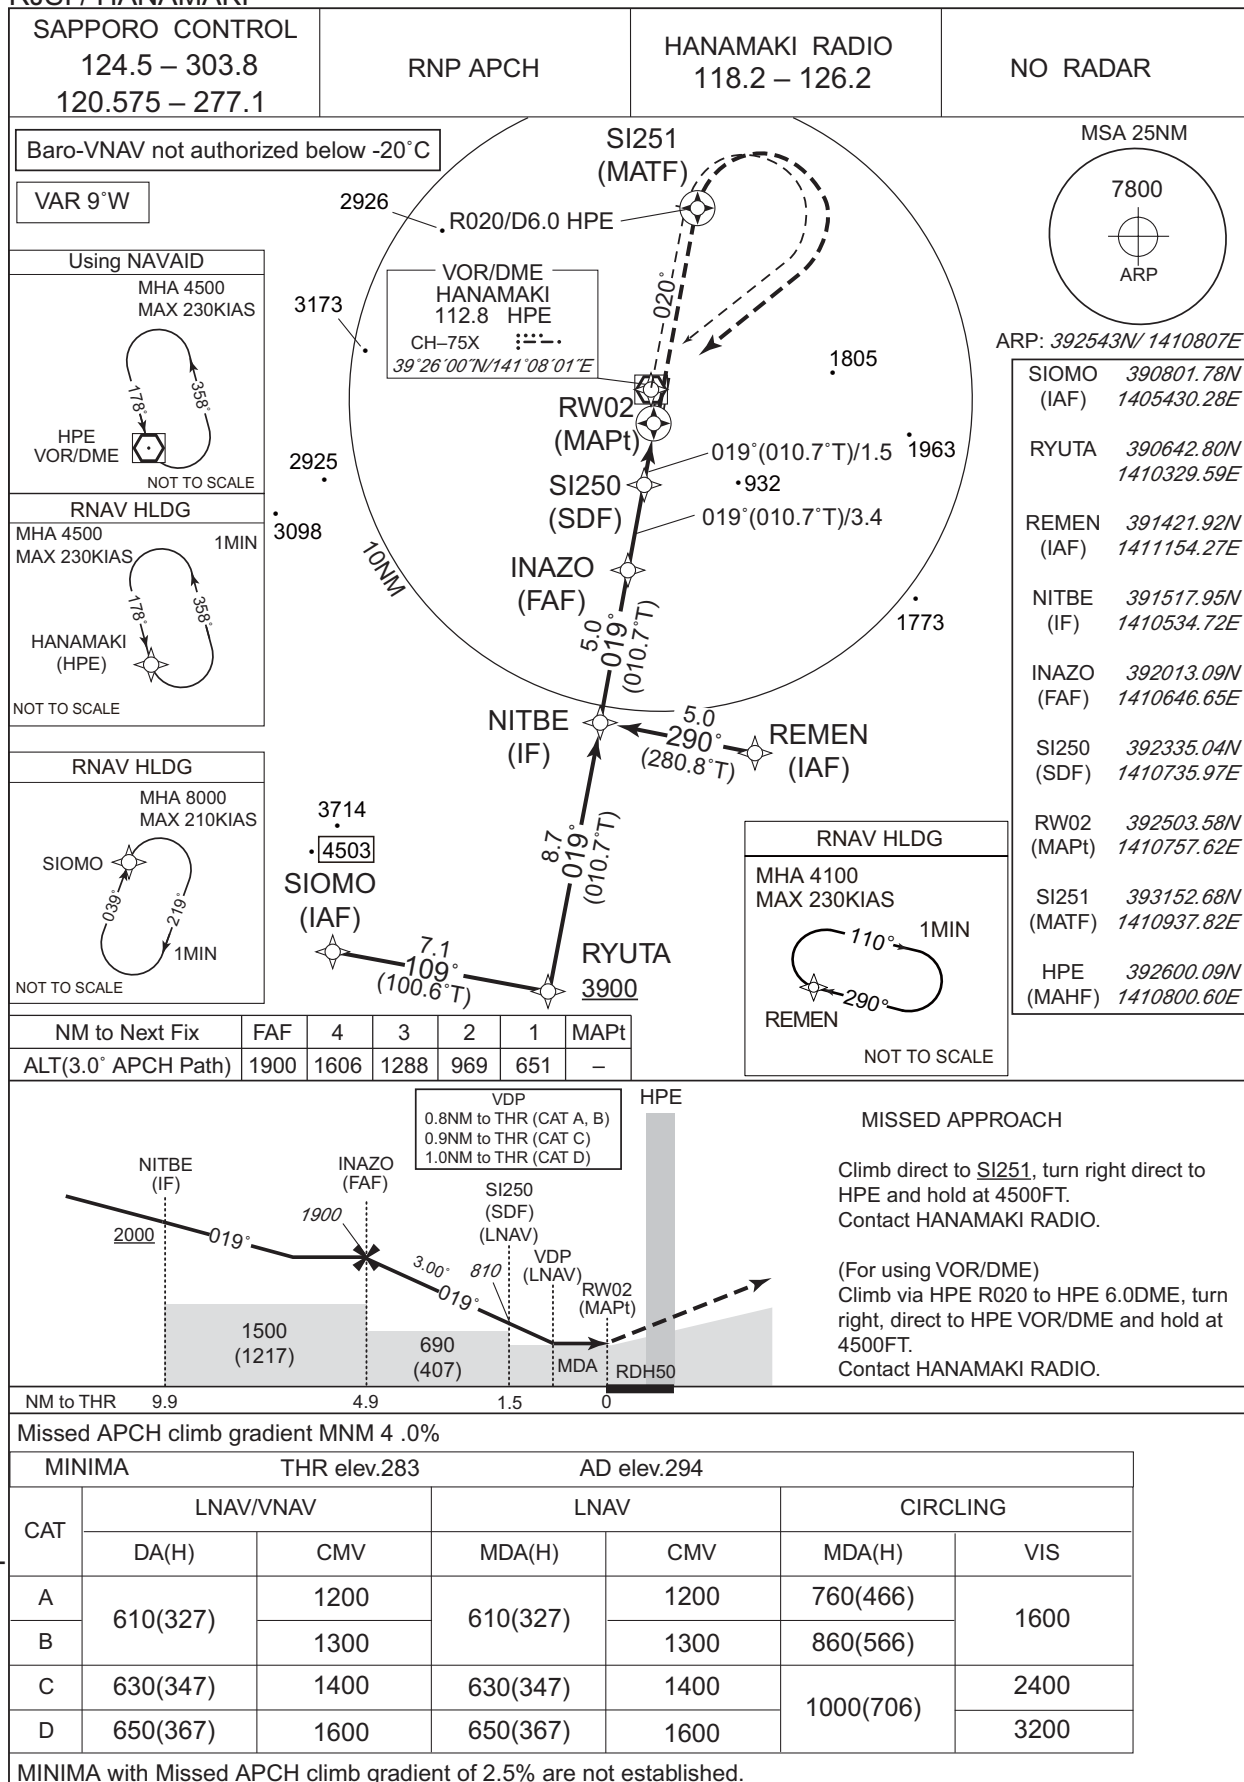 SAPPORO CONTROL
124.5 – 303.8
120.575 – 277.1
RNP APCH
HANAMAKI RADIO
118.2 – 126.2
NO RADAR
Baro-VNAV not authorized below -20˚C
VAR 9˚W
SI251
(MATF)
MSA 25NM
7800
ARP
ARP: 392543N/ 1410807E
2926
R020/D6.0 HPE
VOR/DME
HANAMAKI
112.8 HPE
CH–75X
39˚26´00˝N/141˚08´01˝E
020˚
3173
1805
RW02
(MAPt)
019˚(010.7˚T)/1.5
1963
2925
SI250
(SDF)
932
3098
019˚(010.7˚T)/3.4
10NM
INAZO
(FAF)
5.0
019˚
(010.7˚T)
1773
NITBE
(IF)
5.0
290˚
(280.8˚T)
REMEN
(IAF)
8.7
019˚
(010.7˚T)
3714
4503
SIOMO
(IAF)
7.1
109˚
(100.6˚T)
RYUTA
3900
Using NAVAID
MHA 4500
MAX 230KIAS
178˚
358˚
HPE
VOR/DME
NOT TO SCALE
RNAV HLDG
MHA 4500
MAX 230KIAS
1MIN
178˚
358˚
HANAMAKI
(HPE)
NOT TO SCALE
RNAV HLDG
MHA 8000
MAX 210KIAS
SIOMO
039˚
219˚
1MIN
NOT TO SCALE
RNAV HLDG
MHA 4100
MAX 230KIAS
110˚
1MIN
290˚
REMEN
NOT TO SCALE
SIOMO 390801.78N
(IAF) 1405430.28E
RYUTA 390642.80N
1410329.59E
REMEN 391421.92N
(IAF) 1411154.27E
NITBE 391517.95N
(IF) 1410534.72E
INAZO 392013.09N
(FAF) 1410646.65E
SI250 392335.04N
(SDF) 1410735.97E
RW02 392503.58N
(MAPt) 1410757.62E
SI251 393152.68N
(MATF) 1410937.82E
HPE 392600.09N
(MAHF) 1410800.60E
NM to Next Fix FAF 4 3 2 1 MAPt
ALT(3.0˚ APCH Path) 1900 1606 1288 969 651 –
VDP
0.8NM to THR (CAT A, B)
0.9NM to THR (CAT C)
1.0NM to THR (CAT D)
HPE
NITBE
(IF)
INAZO
(FAF)
SI250
(SDF)
(LNAV)
VDP
(LNAV)
RW02
(MAPt)
2000
019˚
1900
3.00˚
019˚
810
1500
(1217)
690
(407)
MDA
RDH50
NM to THR 9.9 4.9 1.5 0
MISSED APPROACH
Climb direct to SI251, turn right direct to
HPE and hold at 4500FT.
Contact HANAMAKI RADIO.
(For using VOR/DME)
Climb via HPE R020 to HPE 6.0DME, turn
right, direct to HPE VOR/DME and hold at
4500FT.
Contact HANAMAKI RADIO.
Missed APCH climb gradient MNM 4 .0%
MINIMA THR elev.283 AD elev.294
CAT LNAV/VNAV LNAV CIRCLING
DA(H) CMV MDA(H) CMV MDA(H) VIS
A 610(327) 1200 610(327) 1200 760(466) 1600
B 1300 1300 860(566)
C 630(347) 1400 630(347) 1400 1000(706) 2400
D 650(367) 1600 650(367) 1600 3200
MINIMA with Missed APCH climb gradient of 2.5% are not established.